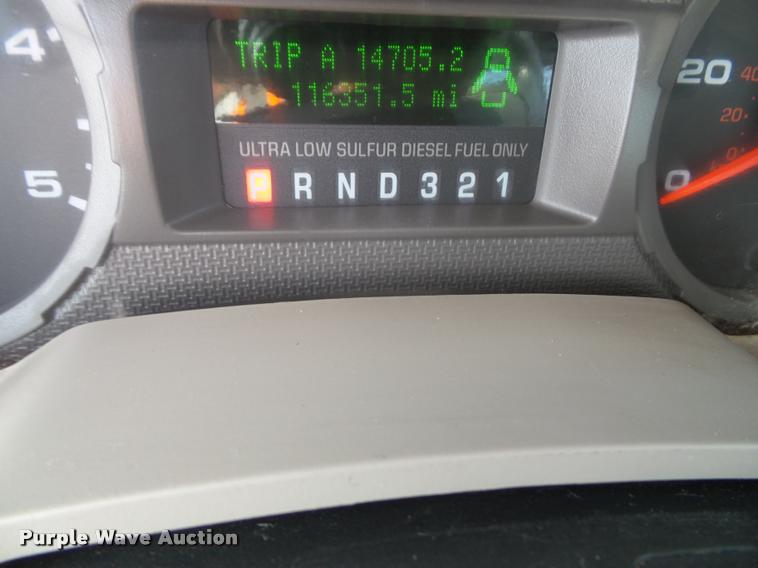 TRIP A 14705.2
116351.5 mi
ULTRA LOW SULFUR DIESEL FUEL ONLY
P R N D 3 2 1
4
5
20
0
40
20
0
Purple Wave Auction